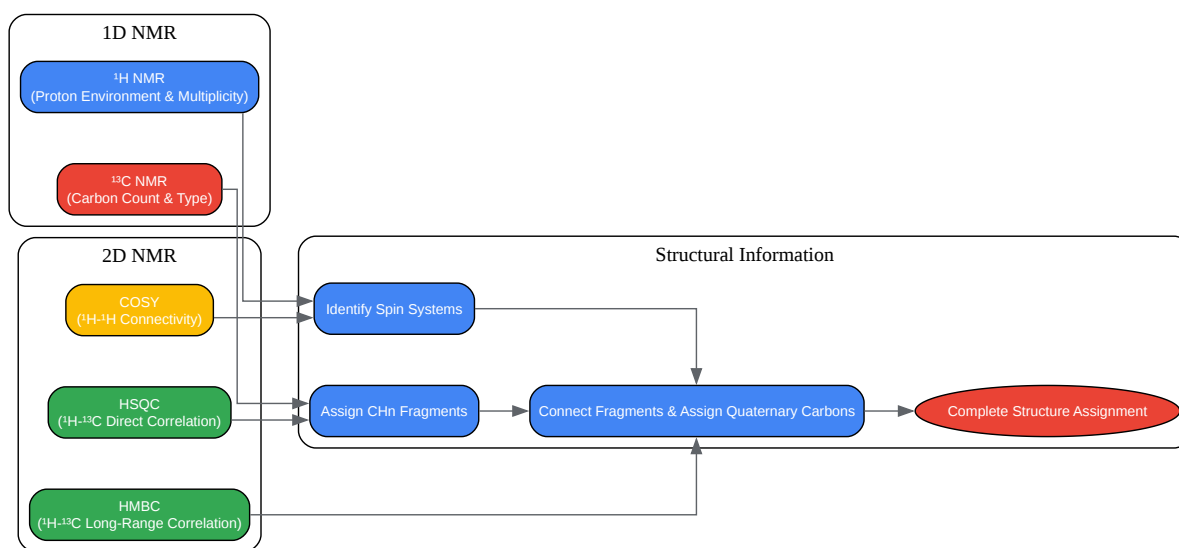 1D NMR
¹H NMR
(Proton Environment & Multiplicity)
¹³C NMR
(Carbon Count & Type)
2D NMR
COSY
(¹H-¹H Connectivity)
HSQC
(¹H-¹³C Direct Correlation)
HMBC
(¹H-¹³C Long-Range Correlation)
Structural Information
Identify Spin Systems
Assign CHn Fragments
Connect Fragments & Assign Quaternary Carbons
Complete Structure Assignment